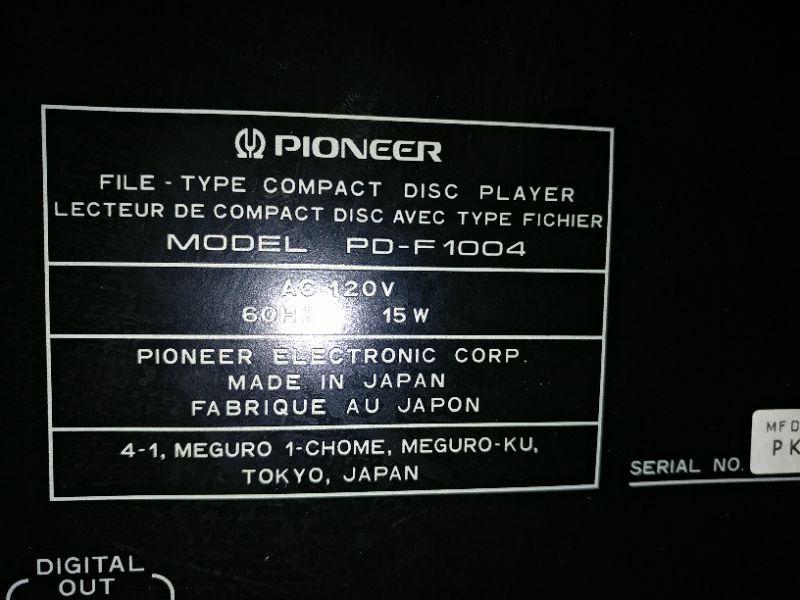 PIONEER
FILE-TYPE COMPACT DISC PLAYER
LECTEUR DE COMPACT DISC AVEC TYPE FICHIER
MODEL PD-F1004
AC 120V
60Hz 15W
PIONEER ELECTRONIC CORP.
MADE IN JAPAN
FABRIQUE AU JAPON
4-1, MEGURO 1-CHOME, MEGURO-KU,
TOKYO, JAPAN
MFD
PK
SERIAL NO.
DIGITAL
OUT